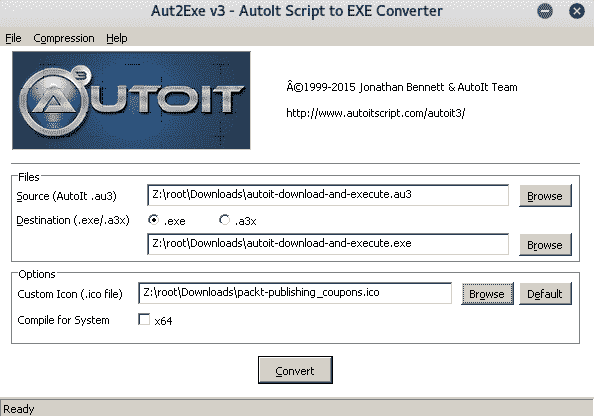 Aut2Exe v3 - AutoIt Script to EXE Converter
File Compression Help
AUTOIT 3
Â©1999-2015 Jonathan Bennett & AutoIt Team
http://www.autoitscript.com/autoit3/
Files
Source (AutoIt .au3) Z:\root\Downloads\autoit-download-and-execute.au3 Browse
Destination (.exe/.a3x) .exe .a3x
Z:\root\Downloads\autoit-download-and-execute.exe Browse
Options
Custom Icon (.ico file) Z:\root\Downloads\packt-publishing_coupons.ico Browse Default
Compile for System x64
Convert
Ready